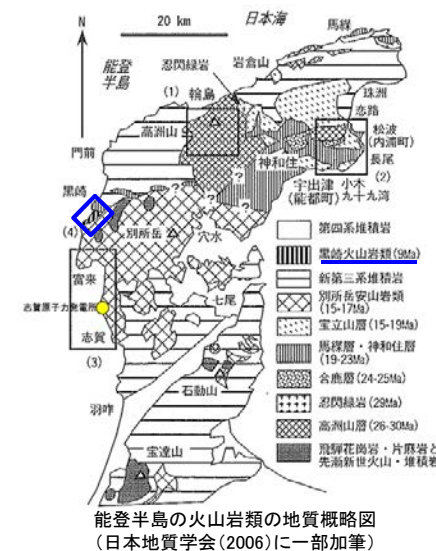 N
20 km
日本海
能登
半島
忍閃緑岩
岩倉山
馬緤
(1)
輪島
珠洲
恋路
高洲山
松波
(内浦町)
門前
神和住
長尾
(2)
黒崎
宇出津
(能都町)
小木
九十九湾
?
?
?
?
(4)
別所岳
穴水
富来
七尾
志賀原子力発電所
志賀
(3)
石動山
羽咋
宝達山
第四系堆積岩
黒崎火山岩類(9Ma)
新第三系堆積岩
別所岳安山岩類
(15-17Ma)
宝立山層(15-19Ma)
馬緤層・神和住層
(19-23Ma)
合鹿層(24-25Ma)
忍閃緑岩(29Ma)
高洲山層(26-30Ma)
飛騨花崗岩・片麻岩と
先漸新世火山・堆積岩
能登半島の火山岩類の地質概略図
(日本地質学会(2006)に一部加筆)